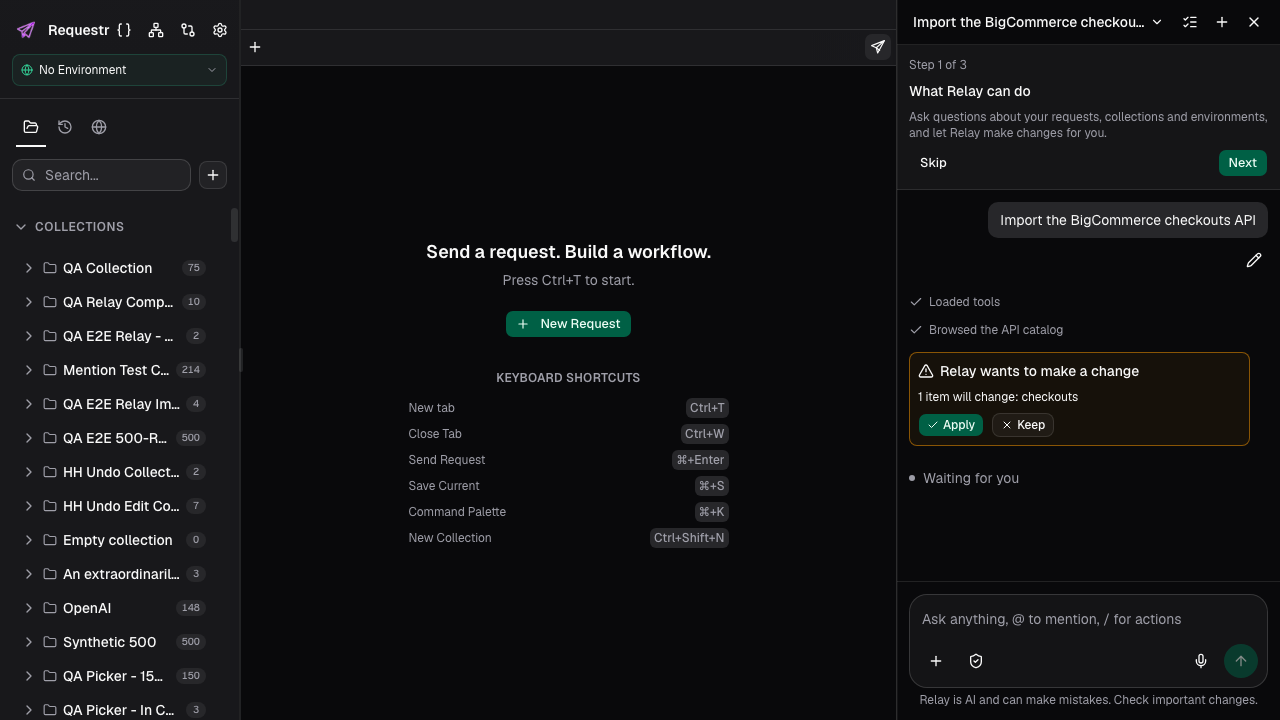 Requestr
No Environment
Search...
COLLECTIONS
QA Collection 75
QA Relay Comp... 10
QA E2E Relay - ... 2
Mention Test C... 214
QA E2E Relay Im... 4
QA E2E 500-R... 500
HH Undo Collect... 2
HH Undo Edit Co... 7
Empty collection 0
An extraordinaril... 3
OpenAI 148
Synthetic 500 500
QA Picker - 15... 150
QA Picker - In C... 3
Send a request. Build a workflow.
Press Ctrl+T to start.
New Request
KEYBOARD SHORTCUTS
New tab Ctrl+T
Close Tab Ctrl+W
Send Request ⌘+Enter
Save Current ⌘+S
Command Palette ⌘+K
New Collection Ctrl+Shift+N
Import the BigCommerce checkou...
Step 1 of 3
What Relay can do
Ask questions about your requests, collections and environments,
and let Relay make changes for you.
Skip Next
Import the BigCommerce checkouts API
Loaded tools
Browsed the API catalog
Relay wants to make a change
1 item will change: checkouts
Apply Keep
Waiting for you
Ask anything, @ to mention, / for actions
Relay is AI and can make mistakes. Check important changes.